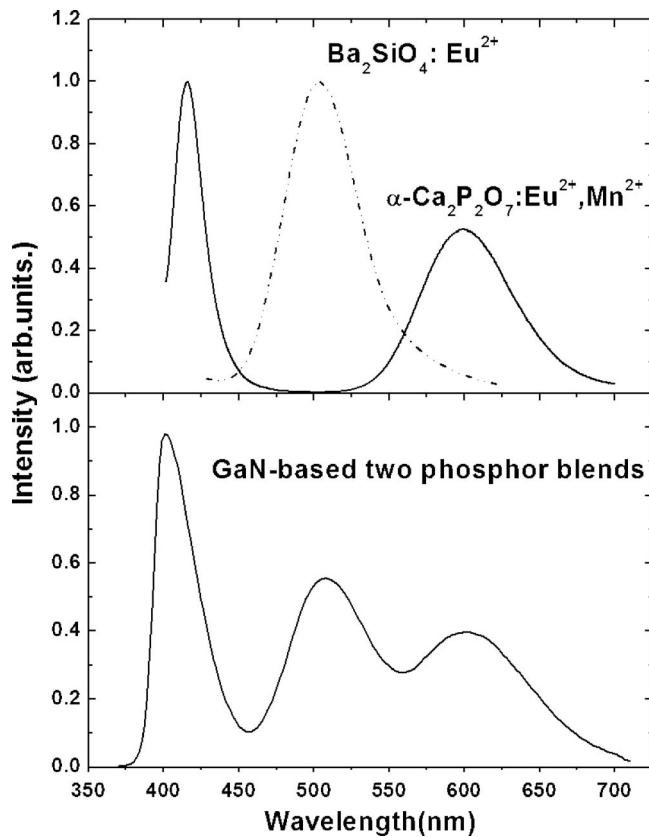 1.2
Ba₂SiO₄: Eu²⁺
1.0
0.8
α-Ca₂P₂O₇:Eu²⁺,Mn²⁺
0.6
0.4
0.2
0.0
Intensity (arb.units.)
1.0
GaN-based two phosphor blends
0.8
0.6
0.4
0.2
0.0
350 400 450 500 550 600 650 700
Wavelength(nm)